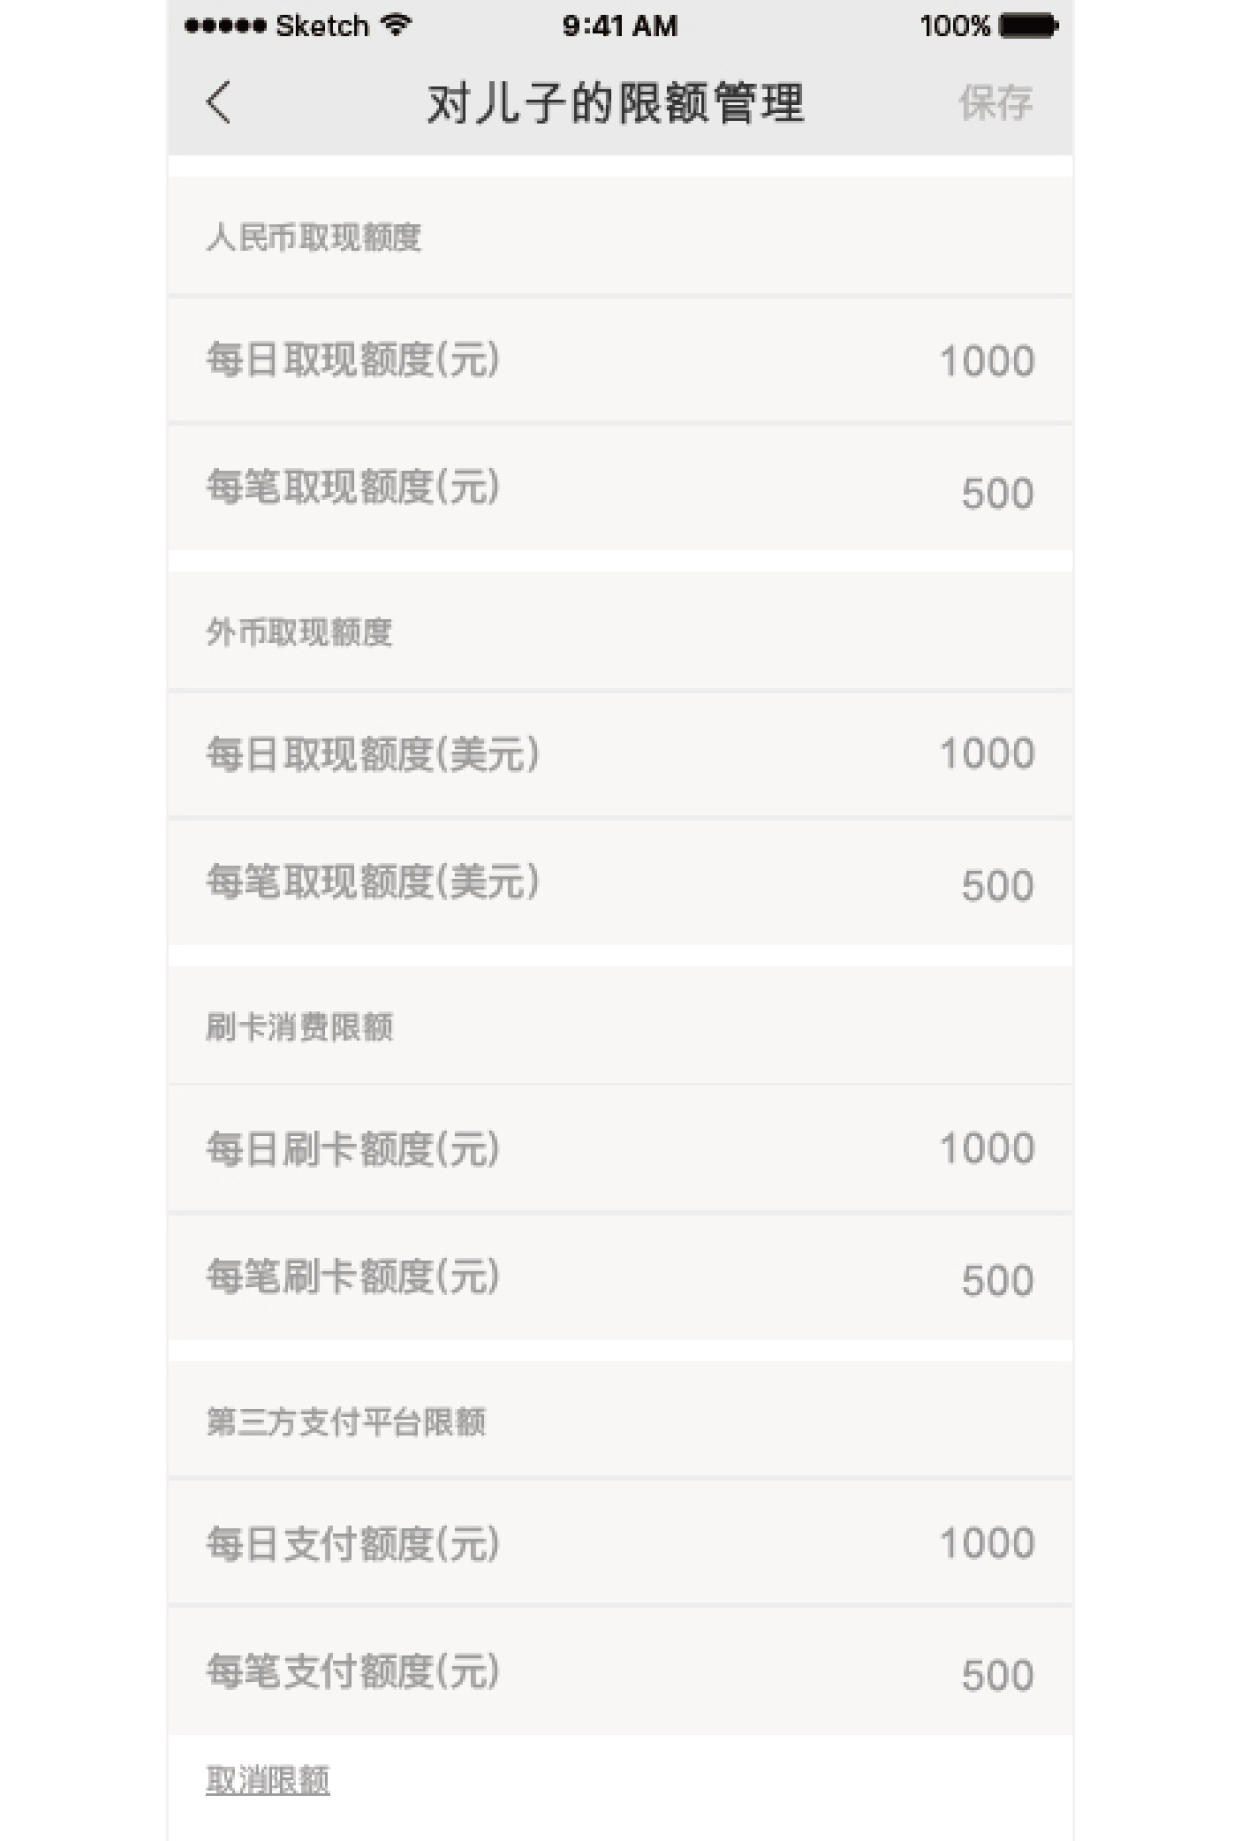 Sketch 9:41 AM 100%
对儿子的限额管理 保存
人民币取现额度
每日取现额度(元) 1000
每笔取现额度(元) 500
外币取现额度
每日取现额度(美元) 1000
每笔取现额度(美元) 500
刷卡消费限额
每日刷卡额度(元) 1000
每笔刷卡额度(元) 500
第三方支付平台限额
每日支付额度(元) 1000
每笔支付额度(元) 500
取消限额